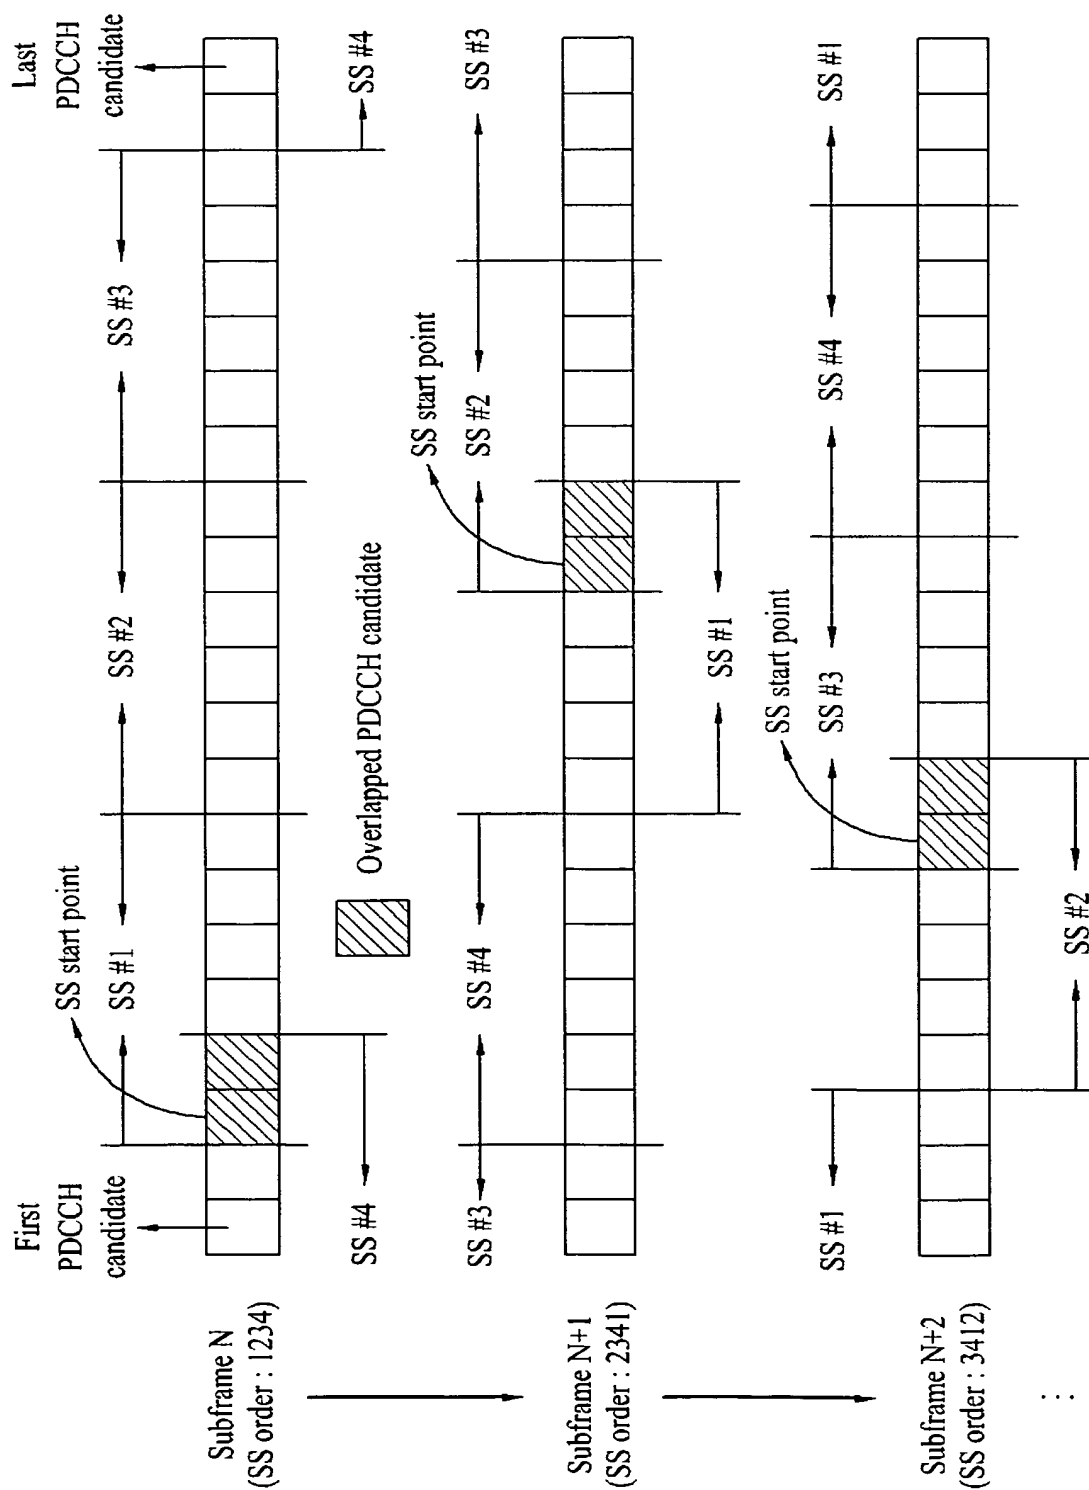 First
PDCCH
candidate
SS start point
Last
PDCCH
candidate
SS #1
SS #2
SS #3
Subframe N
(SS order : 1234)
SS #4
SS #4
Overlapped PDCCH candidate
SS start point
SS #3
SS #4
SS #2
SS #3
Subframe N+1
(SS order : 2341)
SS #1
SS start point
SS #1
SS #3
SS #4
SS #1
Subframe N+2
(SS order : 3412)
SS #2
...